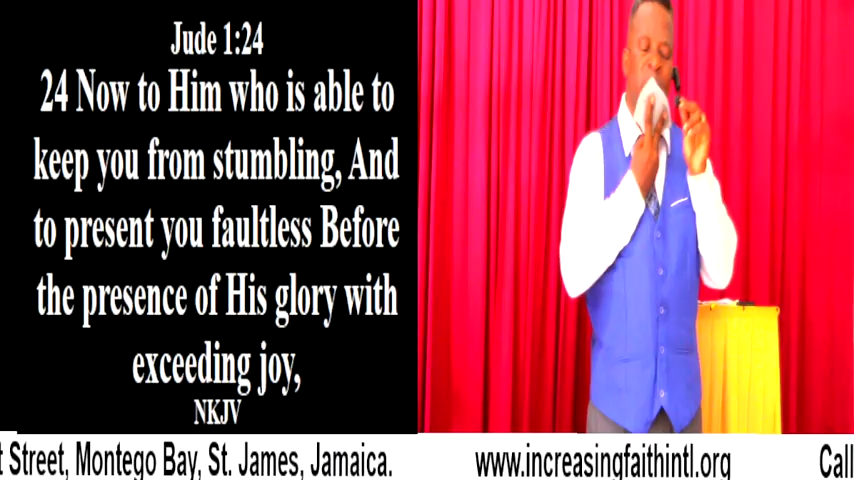 Jude 1:24
24 Now to Him who is able to
keep you from stumbling, And
to present you faultless Before
the presence of His glory with
exceeding joy,
NKJV
t Street, Montego Bay, St. James, Jamaica. www.increasingfaithintl.org Call